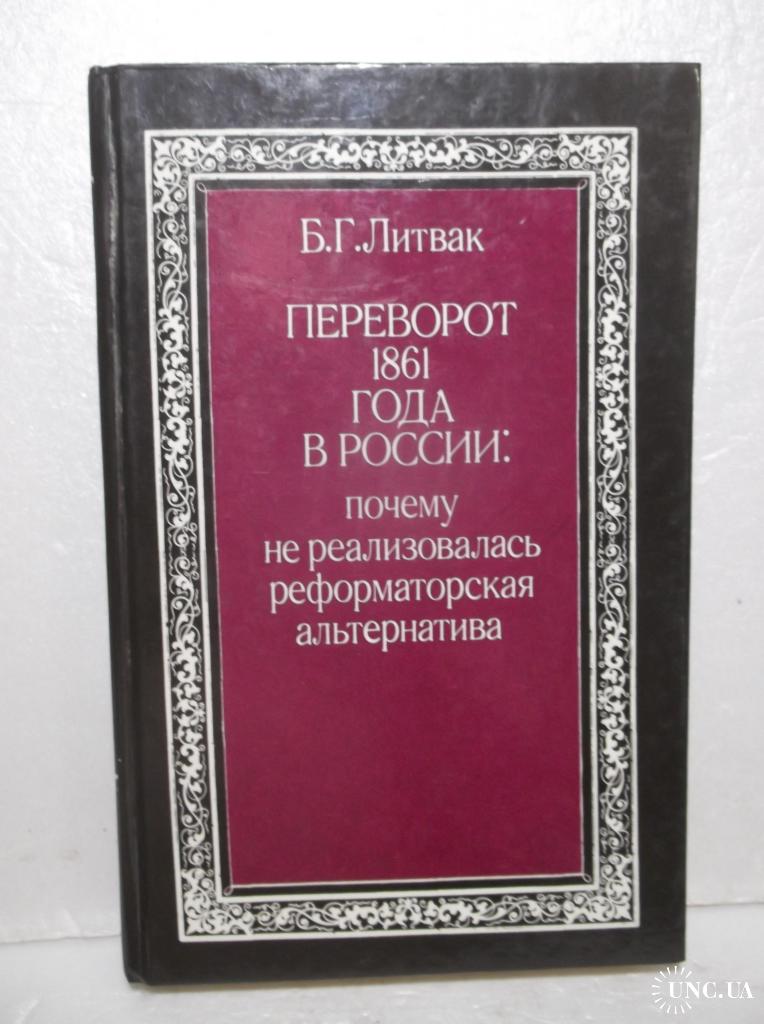 Б.Г.Литвак
ПЕРЕВОРОТ
1861
ГОДА
В РОССИИ:
почему
не реализовалась
реформаторская
альтернатива
UNC.UA